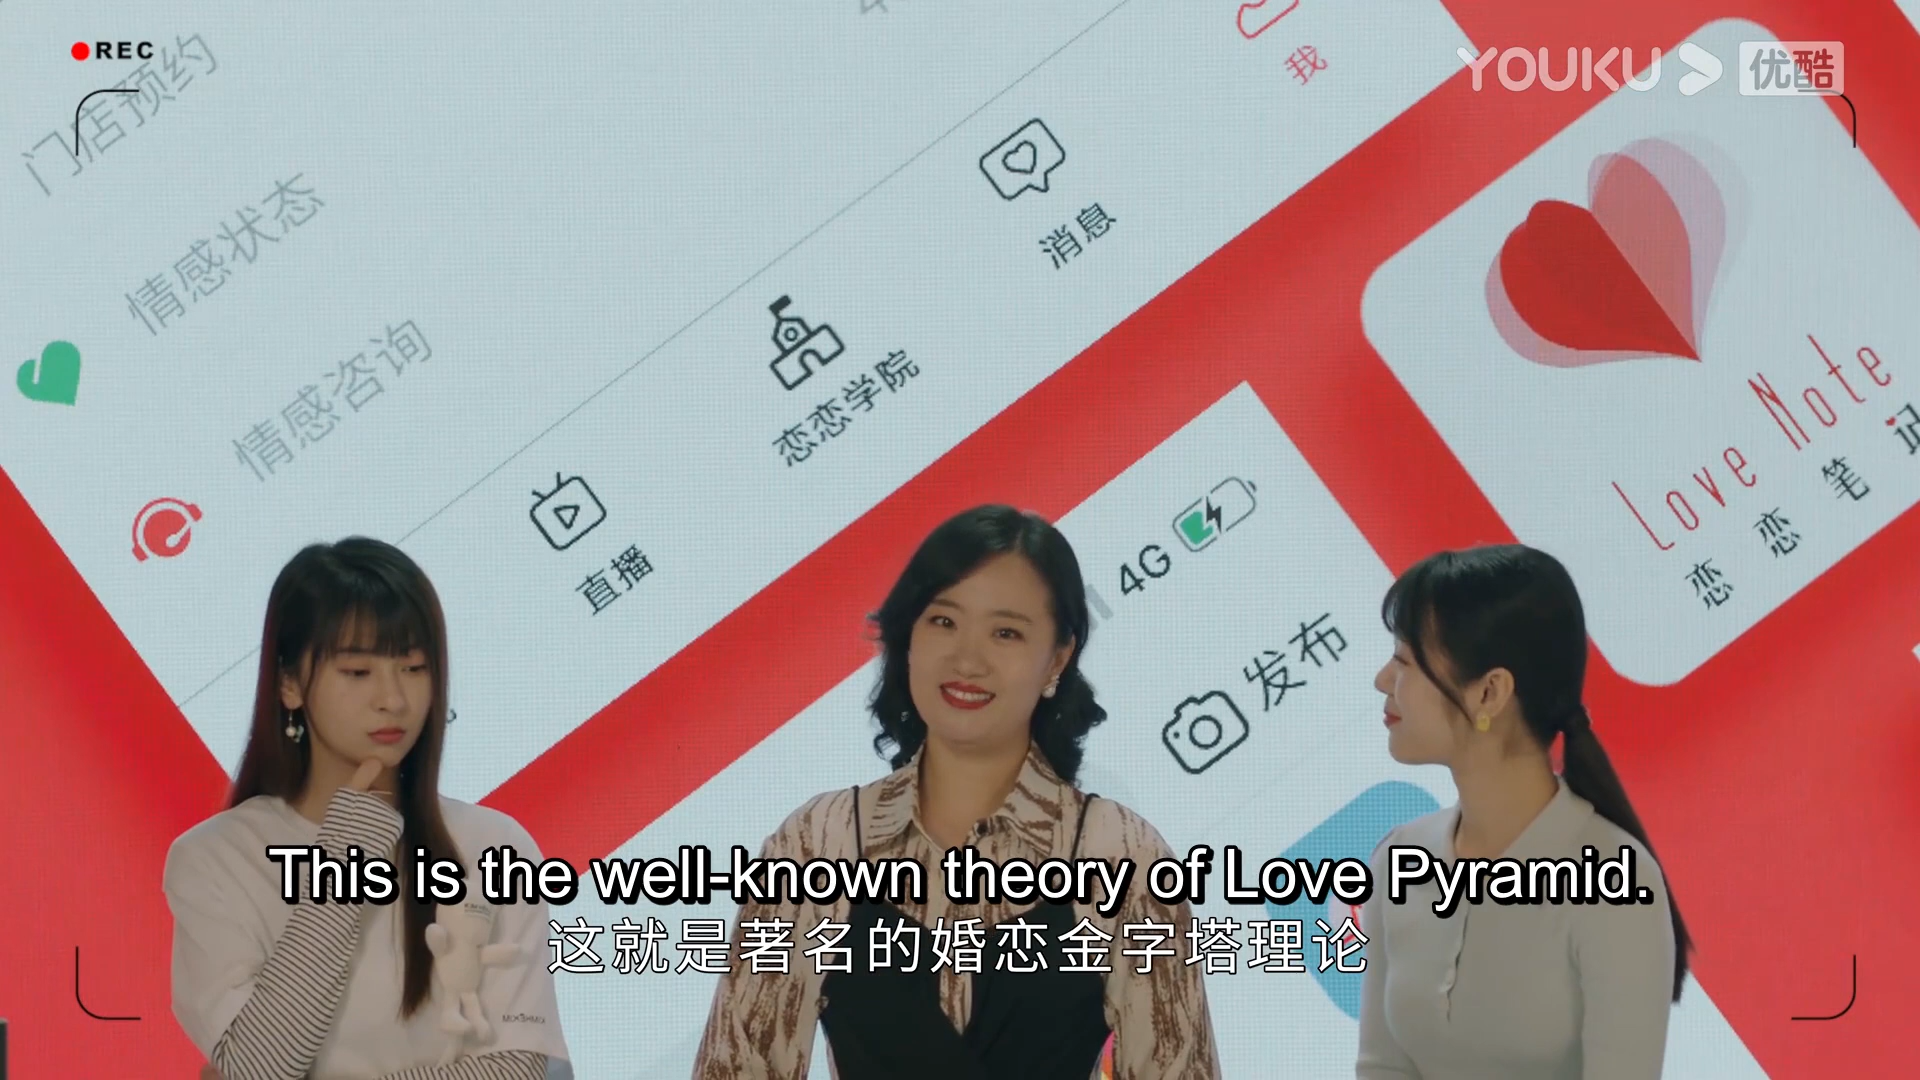 REC
YOUKU 优酷
我
门店预约
情感状态
消息
情感咨询
恋恋学院
直播
Love Note
恋恋笔记
4G
发布
This is the well-known theory of Love Pyramid.
这就是著名的婚恋金字塔理论